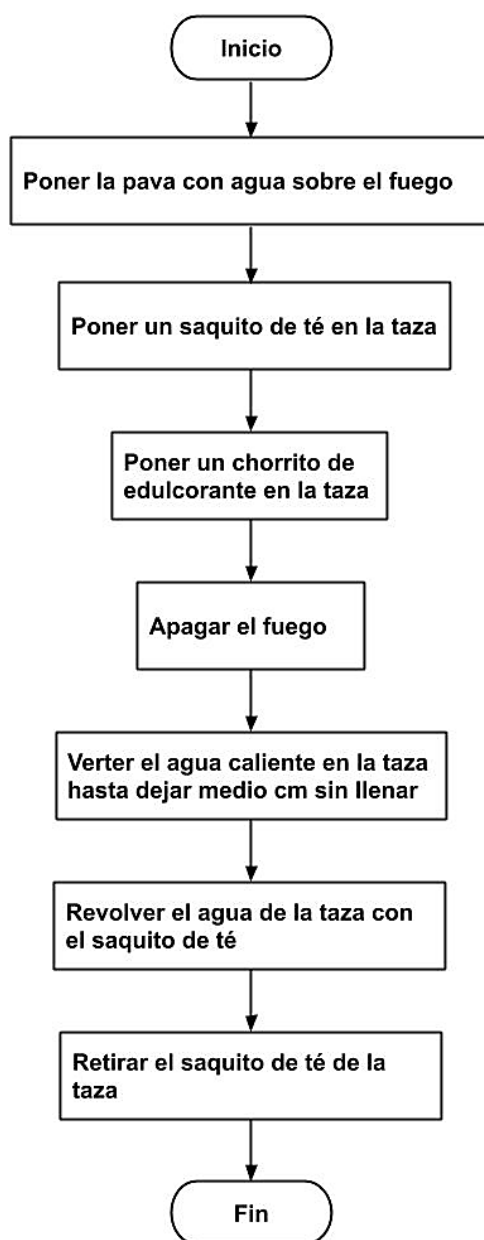 Inicio
Poner la pava con agua sobre el fuego
Poner un saquito de té en la taza
Poner un chorrito de
edulcorante en la taza
Apagar el fuego
Verter el agua caliente en la taza
hasta dejar medio cm sin llenar
Revolver el agua de la taza con
el saquito de té
Retirar el saquito de té de la
taza
Fin